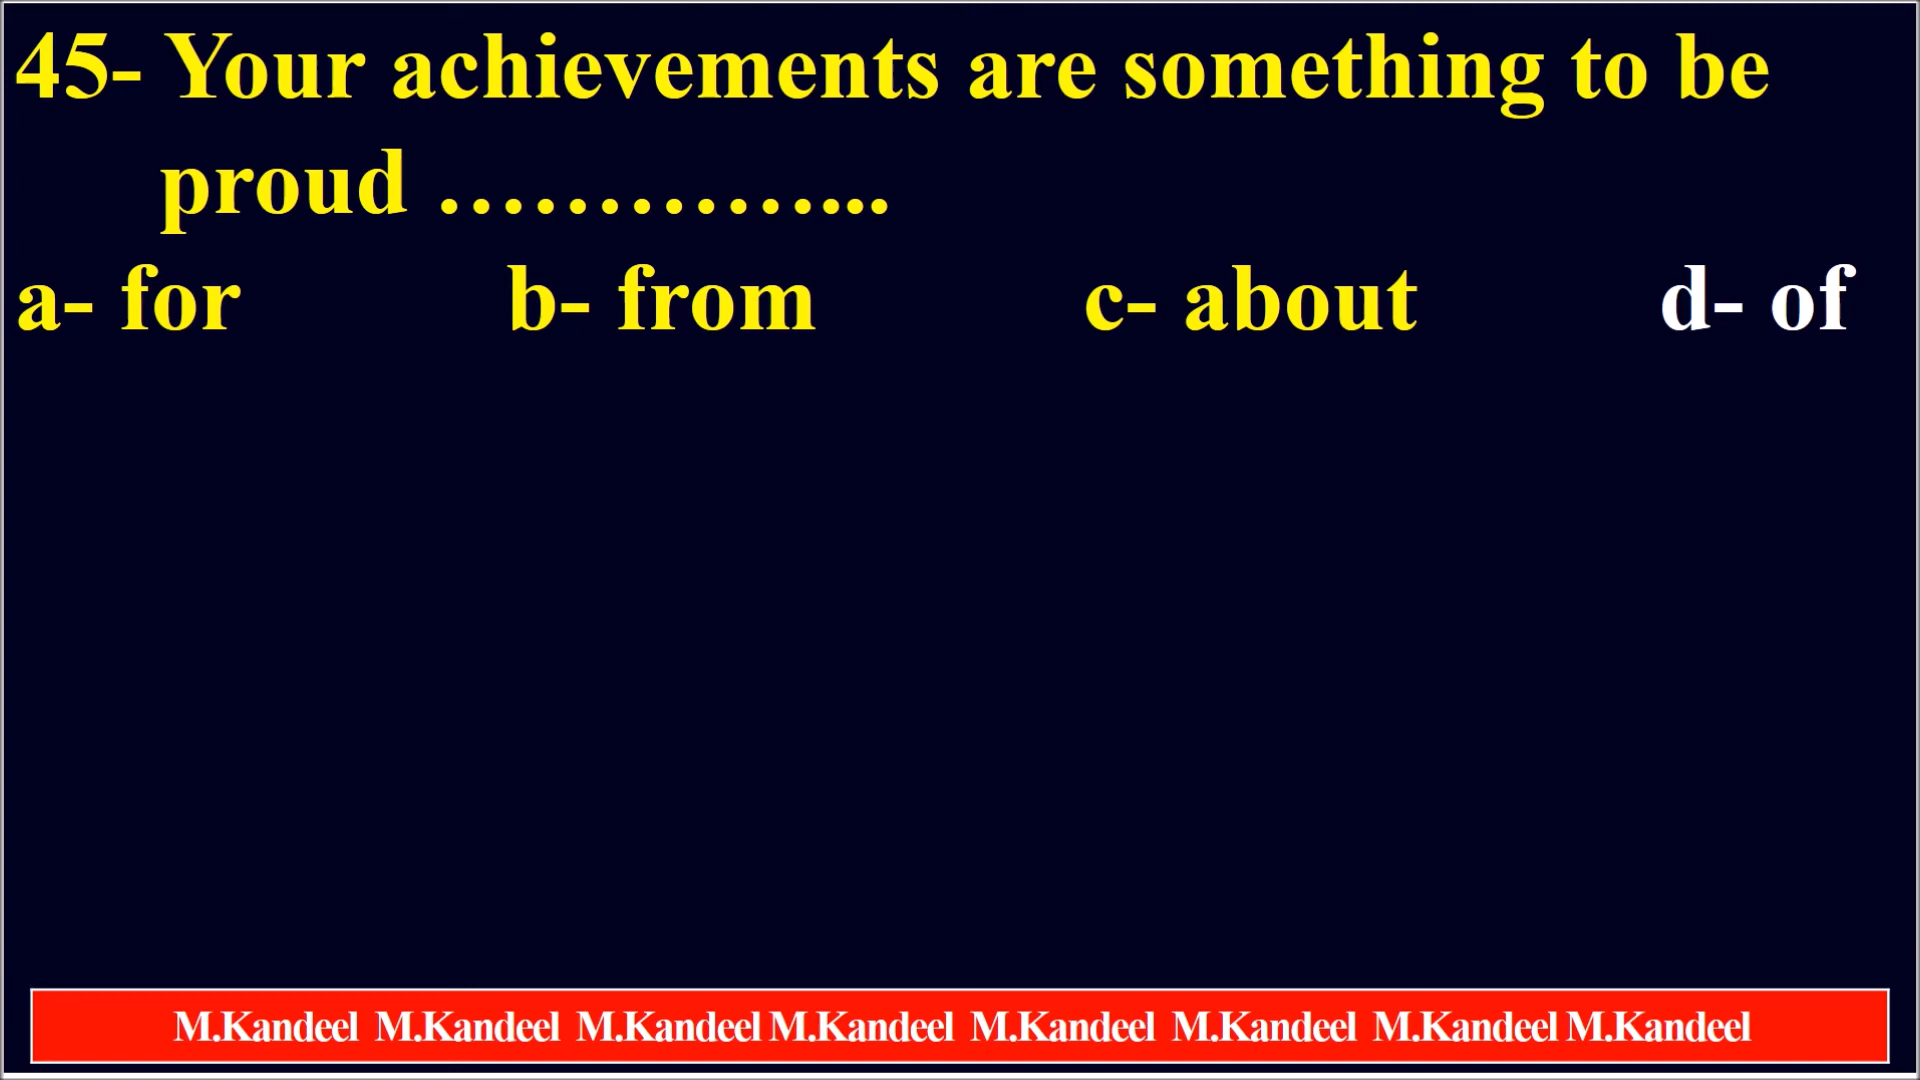 45- Your achievements are something to be
proud …………...
a- for b- from c- about d- of
M.Kandeel M.Kandeel M.Kandeel M.Kandeel M.Kandeel M.Kandeel M.Kandeel M.Kandeel